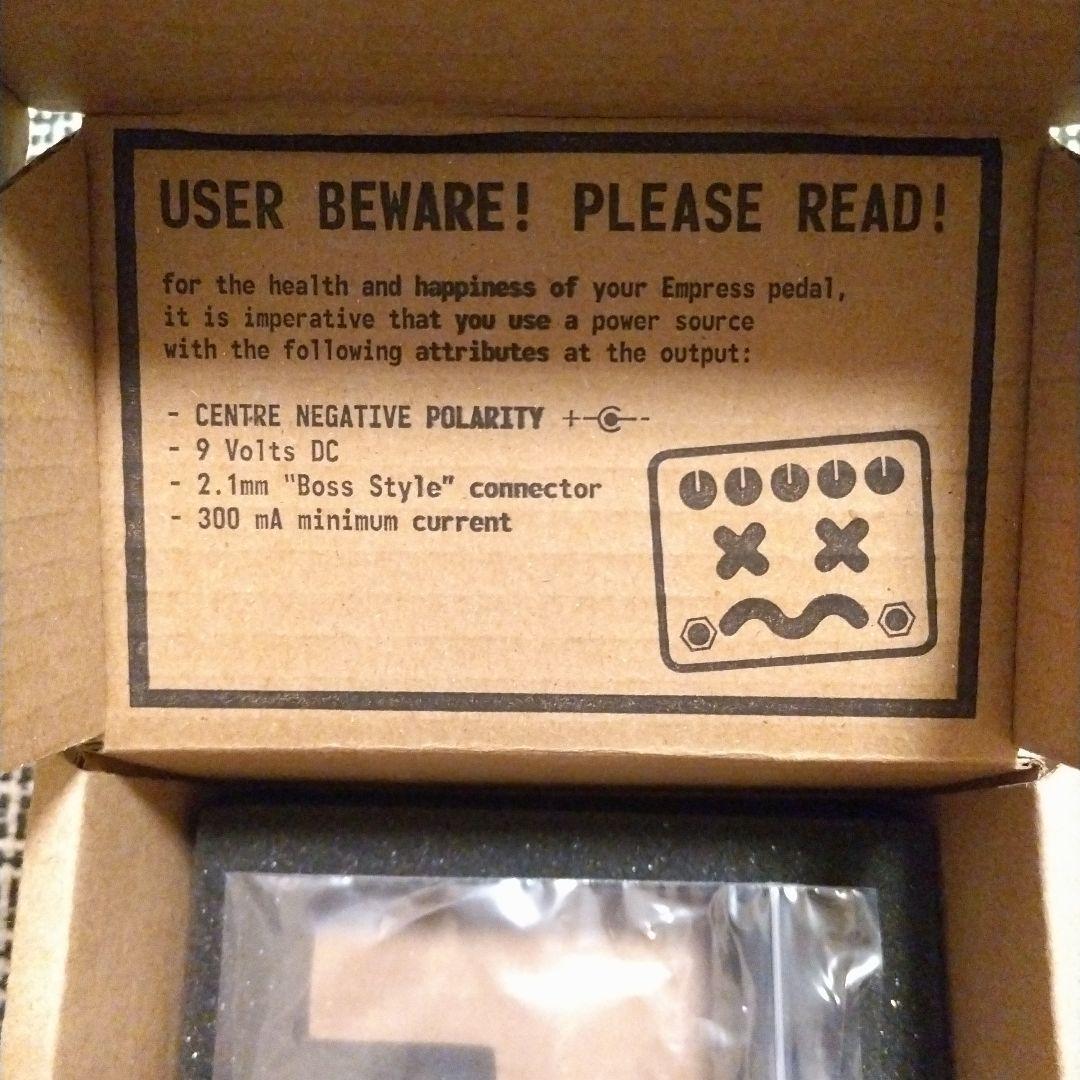 USER BEWARE! PLEASE READ!
for the health and happiness of your Empress pedal,
it is imperative that you use a power source
with the following attributes at the output:
- CENTRE NEGATIVE POLARITY +-
- 9 Volts DC
- 2.1mm "Boss Style" connector
- 300 mA minimum current